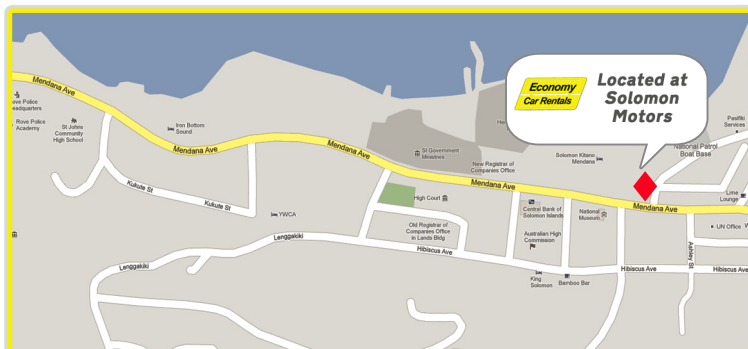 Economy
Car Rentals
Located at
Solomon
Motors
Mendana Ave
Rove Police
Academy
St Johns
Community
High School
Iron Bottom
Sound
Mendana Ave
Mendana Ave
St Government
Ministries
New Registrar of
Companies Office
Solomon Kitano
Mendana
Pasifiki
Services
National Patrol
Boat Base
Kukute St
Kukute St
YWCA
High Court
Mendana Ave
Central Bank of
Solomon Islands
National
Museum
Mendana Ave
Lime
Lounge
UN Office
Old Registrar of
Companies Office
in Lands Bldg
Australian High
Commission
Ashley St
Lenggakiki
Lenggakiki
Hibiscus Ave
Hibiscus Ave
Hibiscus Ave
King
Solomon
Bamboo Bar